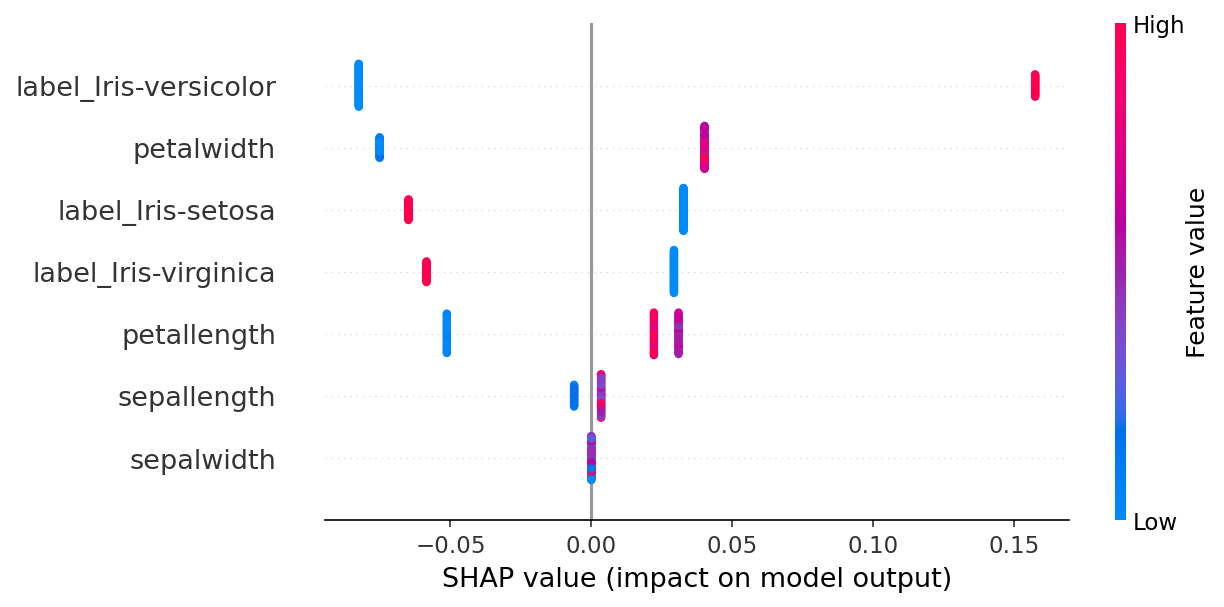 High
label_Iris-versicolor
petalwidth
label_Iris-setosa
label_Iris-virginica
petallength
sepallength
sepalwidth
Feature value
Low
−0.05 0.00 0.05 0.10 0.15
SHAP value (impact on model output)